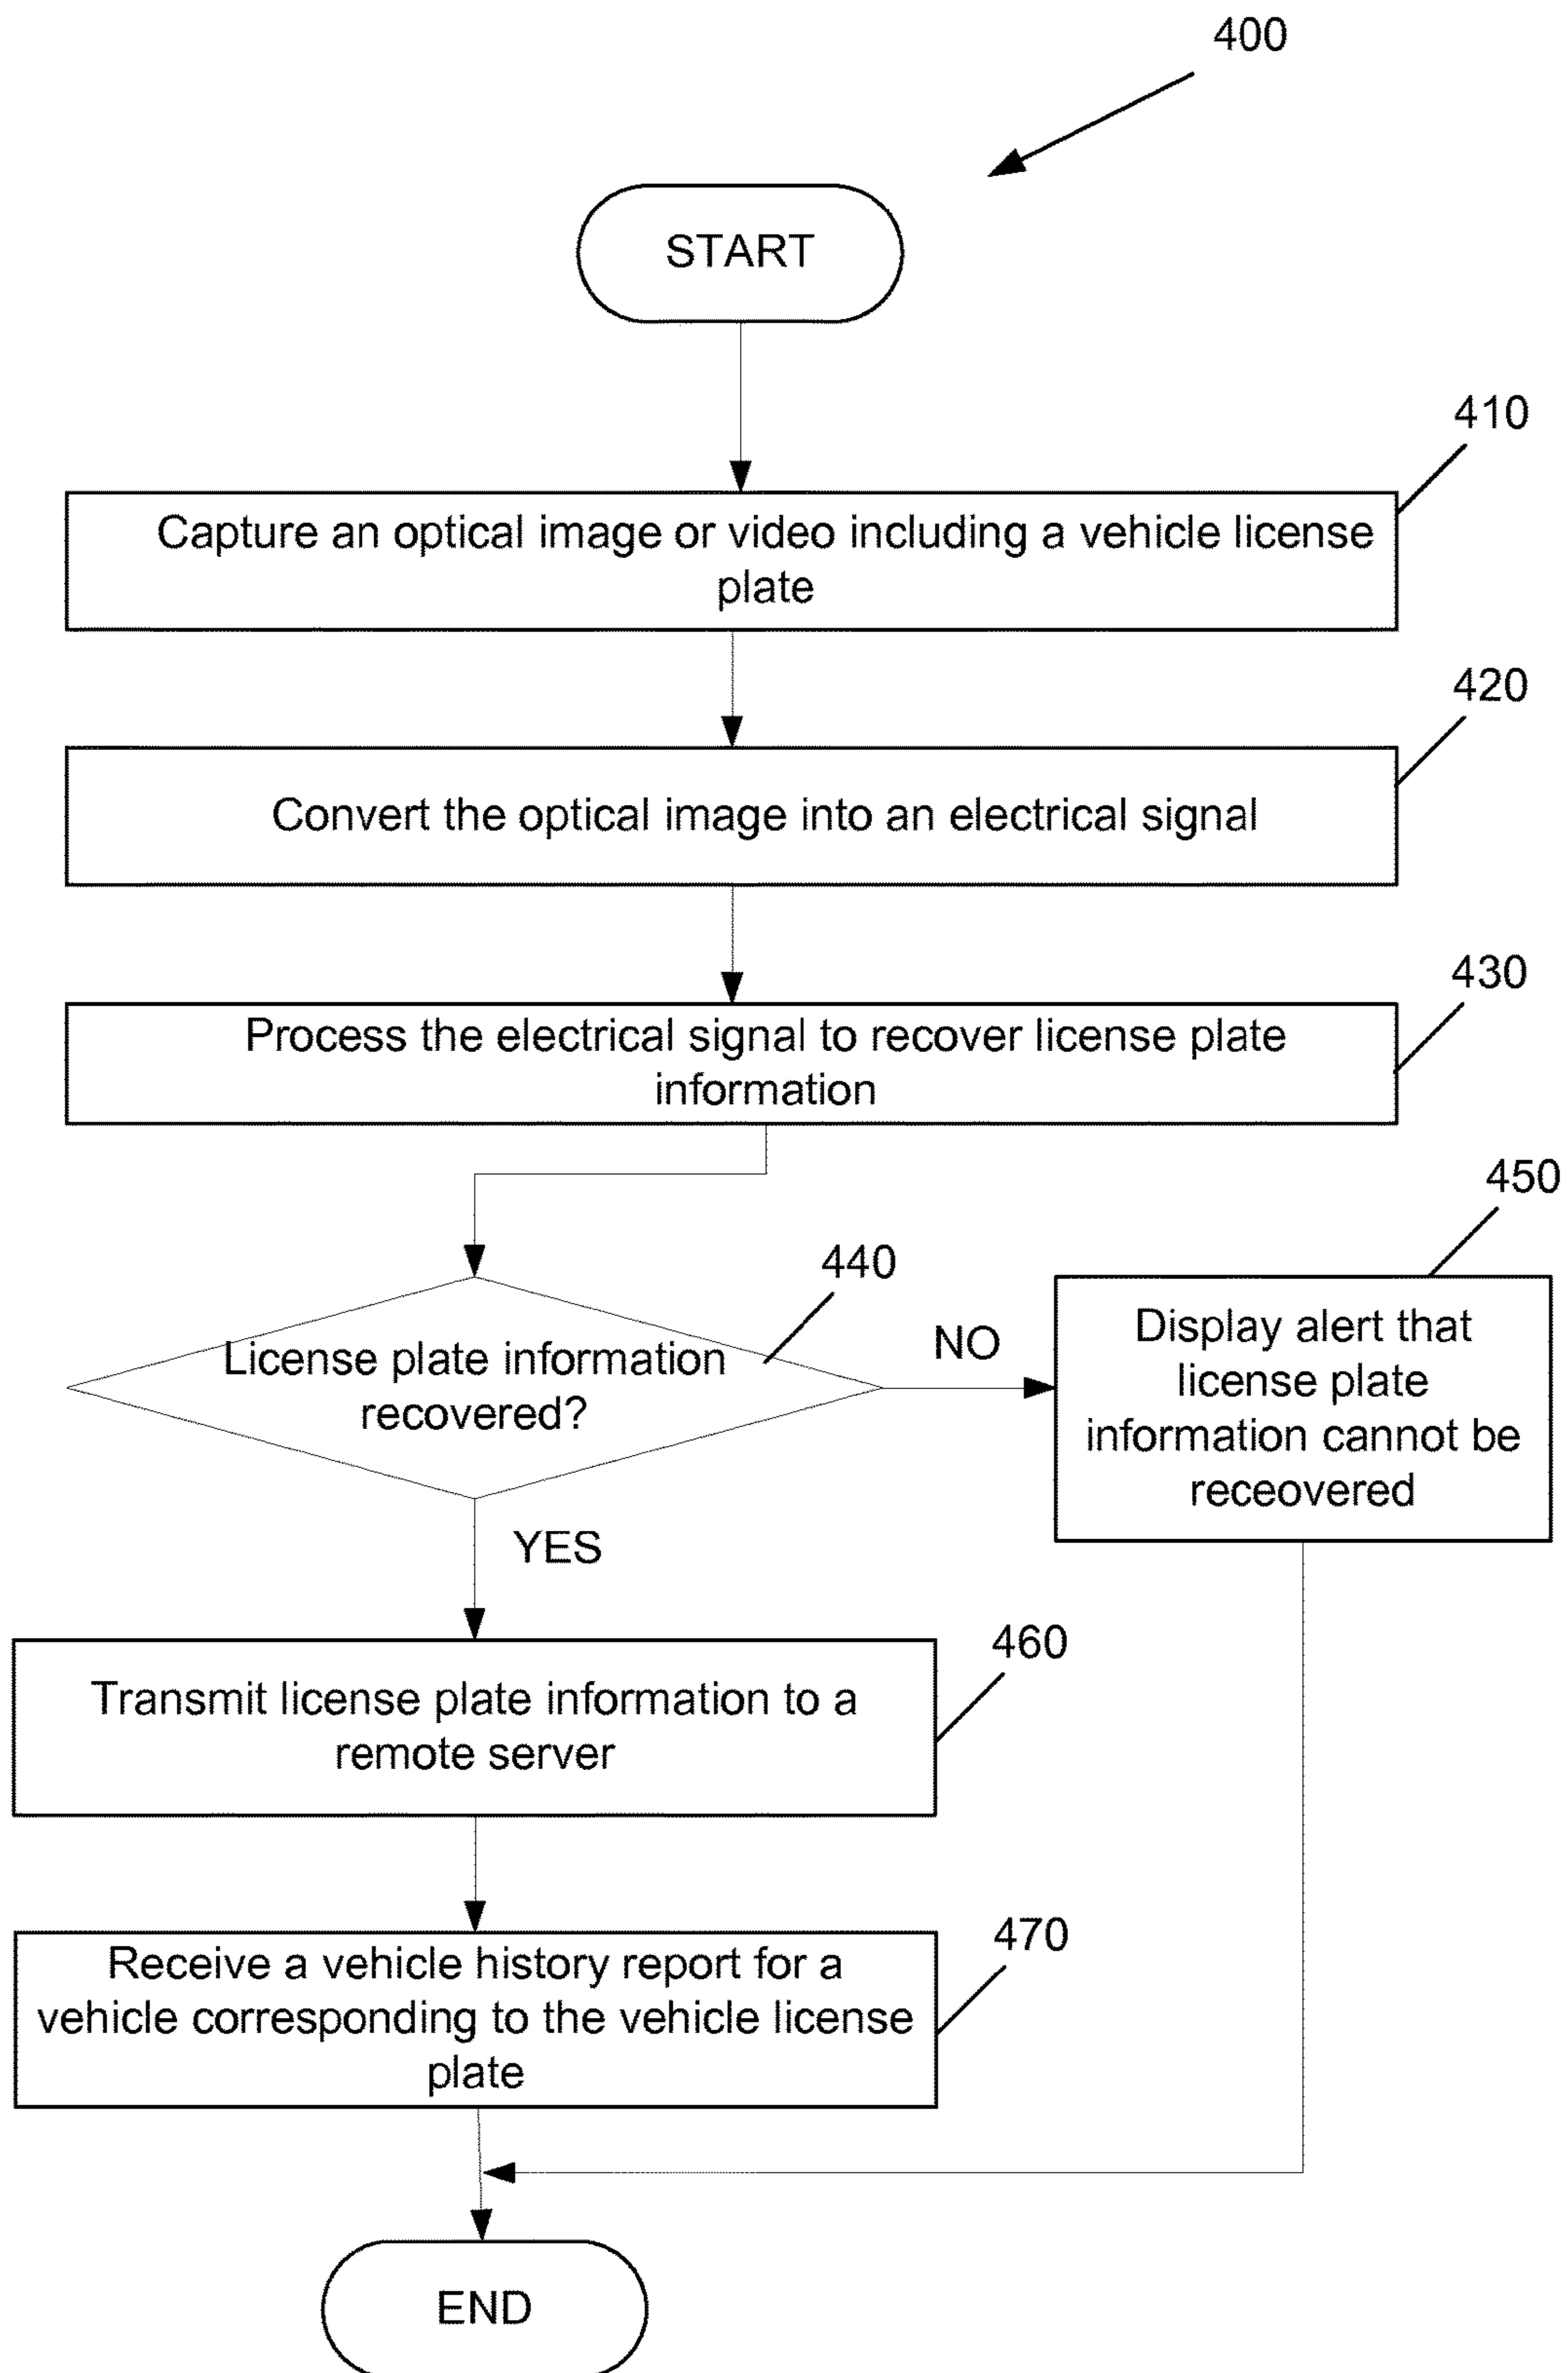 400
START
410
Capture an optical image or video including a vehicle license
plate
420
Convert the optical image into an electrical signal
430
Process the electrical signal to recover license plate
information
440
License plate information
recovered?
NO
450
Display alert that
license plate
information cannot be
receovered
YES
460
Transmit license plate information to a
remote server
470
Receive a vehicle history report for a
vehicle corresponding to the vehicle license
plate
END